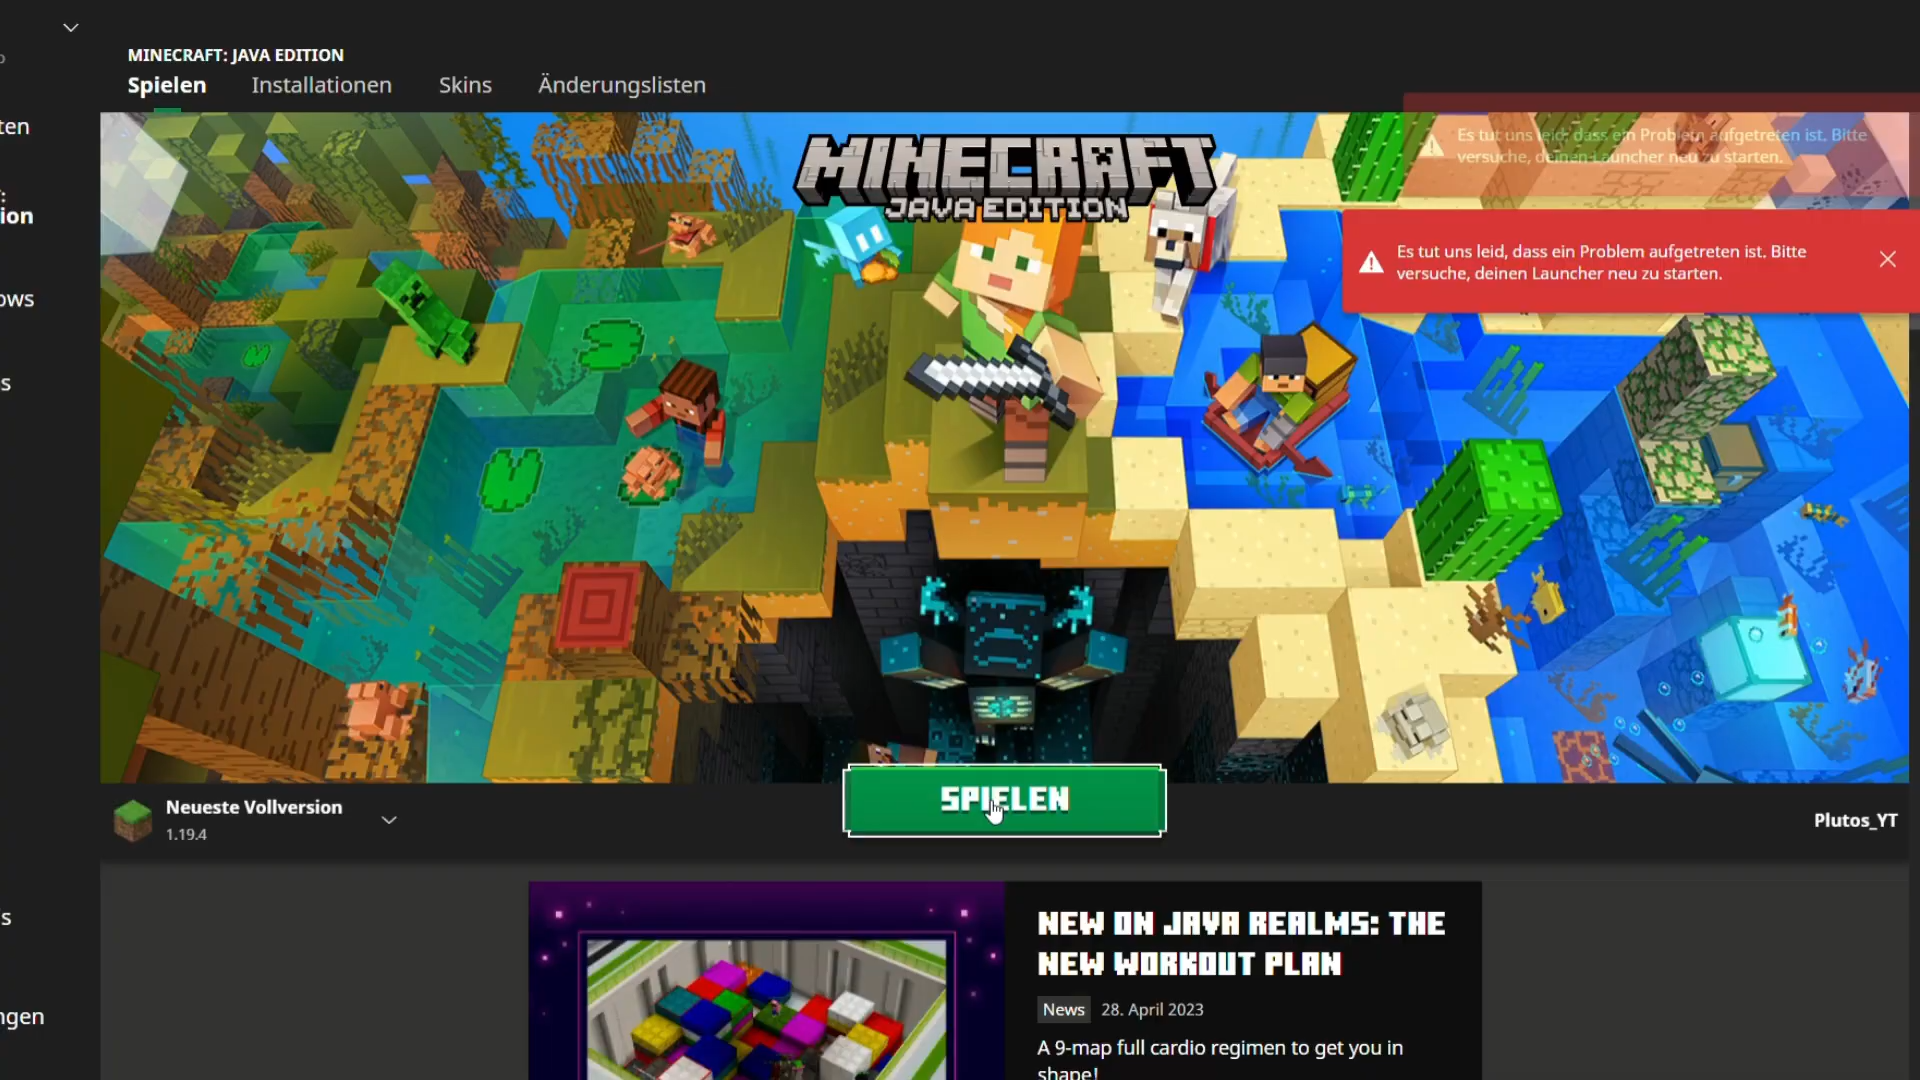 MINECRAFT: JAVA EDITION
Spielen Installationen Skins Änderungslisten
ten
ion
ows
s
s
ngen
MINECRAFT
JAVA EDITION
Es tut uns leid, dass ein Problem aufgetreten ist. Bitte
versuche, deinen Launcher neu zu starten.
Es tut uns leid, dass ein Problem aufgetreten ist. Bitte
versuche, deinen Launcher neu zu starten.
Neueste Vollversion
1.19.4
SPIELEN
Plutos_YT
NEW ON JAVA REALMS: THE
NEW WORKOUT PLAN
News 28. April 2023
A 9-map full cardio regimen to get you in
shape!